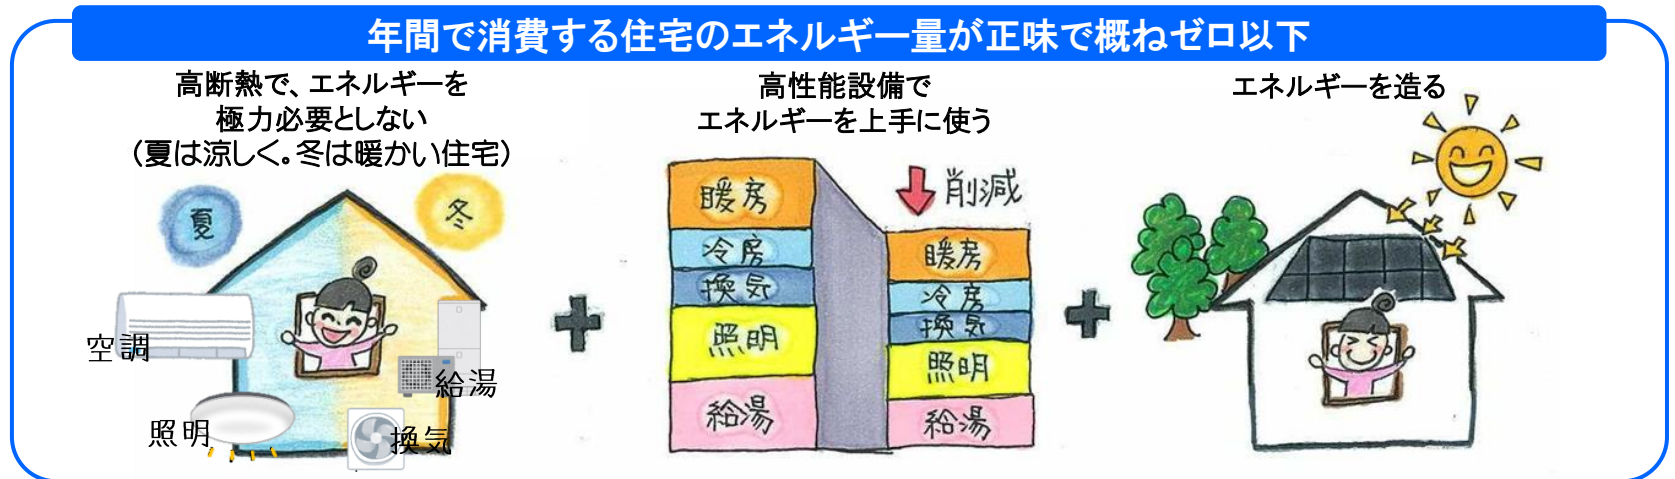 年間で消費する住宅のエネルギー量が正味で概ねゼロ以下
高断熱で、エネルギーを
極力必要としない
（夏は涼しく。冬は暖かい住宅）
夏
冬
空調
給湯
照明
換気
高性能設備で
エネルギーを上手に使う
暖房
冷房
換気
照明
給湯
削減
暖房
冷房
換気
照明
給湯
エネルギーを造る